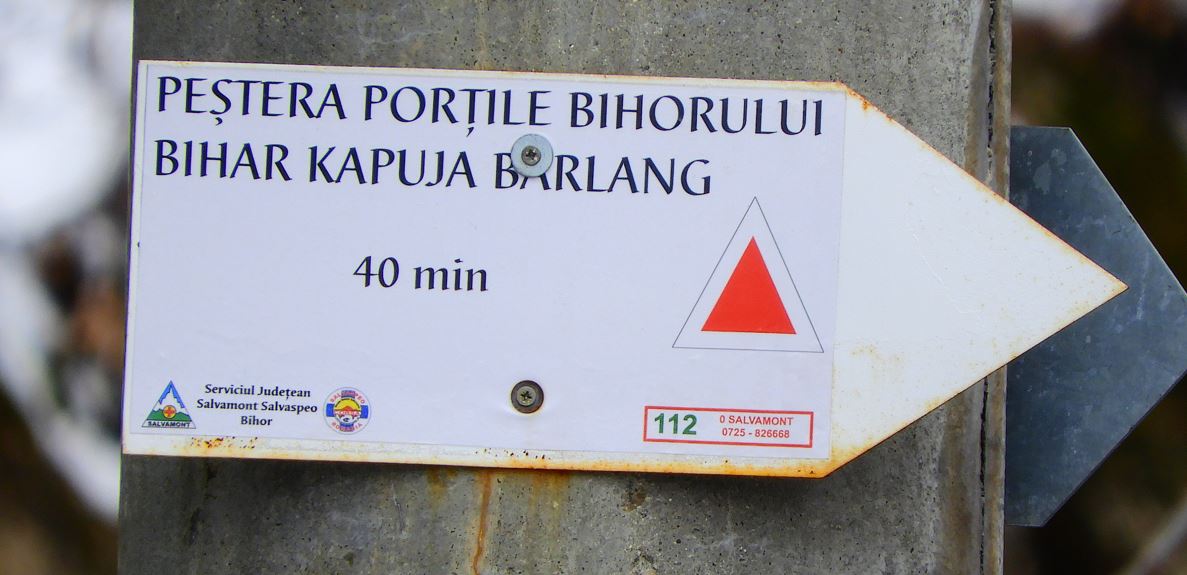 PEȘTERA PORȚILE BIHORULUI
BIHAR KAPUJA BARLANG
40 min
SALVAMONT
Serviciul Județean
Salvamont Salvaspeo
Bihor
112
0 SALVAMONT
0725 - 826668